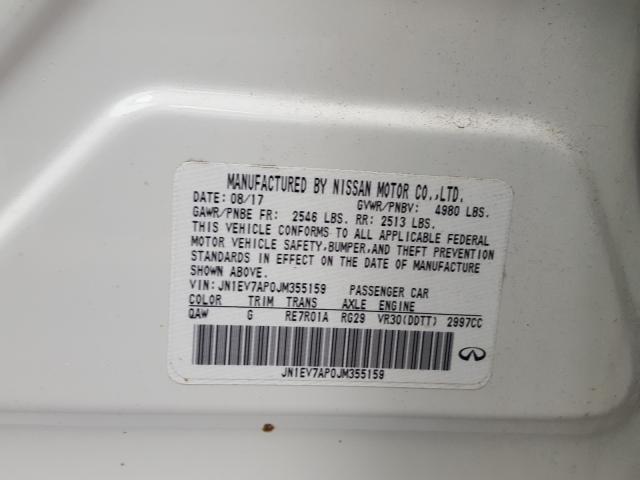 MANUFACTURED BY NISSAN MOTOR CO.,LTD.
DATE: 08/17 GVWR/PNBV: 4980 LBS.
GAWR/PNBE FR: 2546 LBS. RR: 2513 LBS.
THIS VEHICLE CONFORMS TO ALL APPLICABLE FEDERAL
MOTOR VEHICLE SAFETY,BUMPER,AND THEFT PREVENTION
STANDARDS IN EFFECT ON THE DATE OF MANUFACTURE
SHOWN ABOVE.
VIN: JN1EV7AP0JM355159 PASSENGER CAR
COLOR TRIM TRANS AXLE ENGINE
QAW G RE7R01A RG29 VR30(DDTT) 2997CC
JN1EV7AP0JM355159